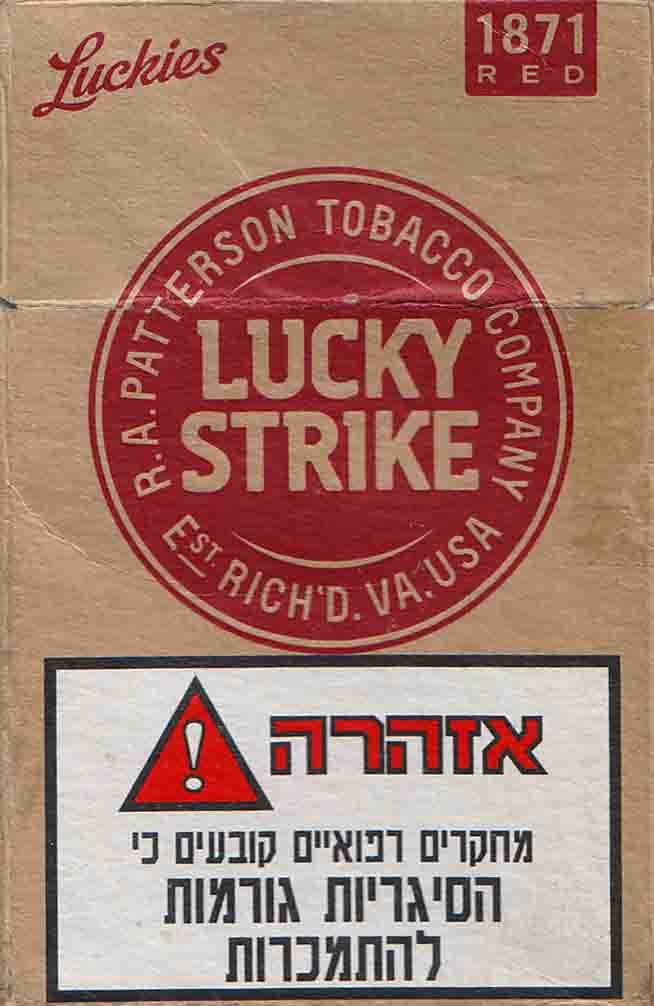 Luckies
1871
RED
R.A. PATTERSON TOBACCO COMPANY
LUCKY
STRIKE
EST. RICH'D. VA. USA
אזהרה
מחקרים רפואיים קובעים כי
הסיגריות גורמות
להתמכרות